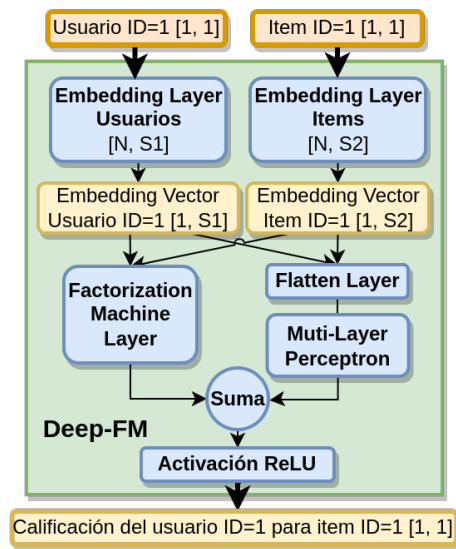 Usuario ID=1 [1, 1]
Item ID=1 [1, 1]
Embedding Layer
Usuarios
[N, S1]
Embedding Layer
Items
[N, S2]
Embedding Vector
Usuario ID=1 [1, S1]
Embedding Vector
Item ID=1 [1, S2]
Factorization
Machine
Layer
Flatten Layer
Muti-Layer
Perceptron
Suma
Deep-FM
Activación ReLU
Calificación del usuario ID=1 para item ID=1 [1, 1]